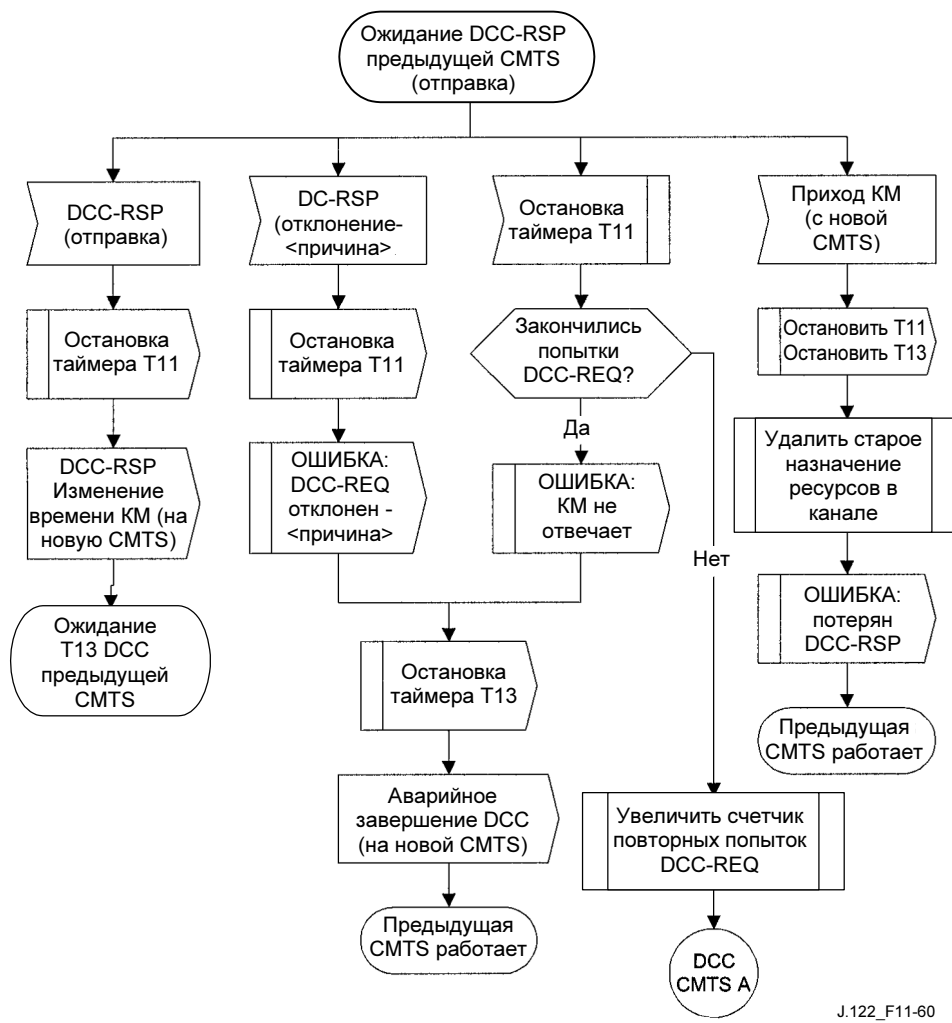 Ожидание DCC-RSP
предыдущей CMTS
(отправка)
DCC-RSP
(отправка)
DC-RSP
(отклонение-
<причина>
Остановка
таймера T11
Приход КМ
(с новой
CMTS)
Остановка
таймера T11
Остановка
таймера T11
Закончились
попытки
DCC-REQ?
Остановить T11
Остановить T13
Да
DCC-RSP
Изменение
времени КМ (на
новую CMTS)
ОШИБКА:
DCC-REQ
отклонен -
<причина>
ОШИБКА:
КМ не
отвечает
Удалить старое
назначение
ресурсов в
канале
Нет
Ожидание
T13 DCC
предыдущей
CMTS
ОШИБКА:
потерян
DCC-RSP
Остановка
таймера T13
Предыдущая
CMTS работает
Аварийное
завершение DCC
(на новой CMTS)
Увеличить счетчик
повторных попыток
DCC-REQ
Предыдущая
CMTS работает
DCC
CMTS A
J.122_F11-60